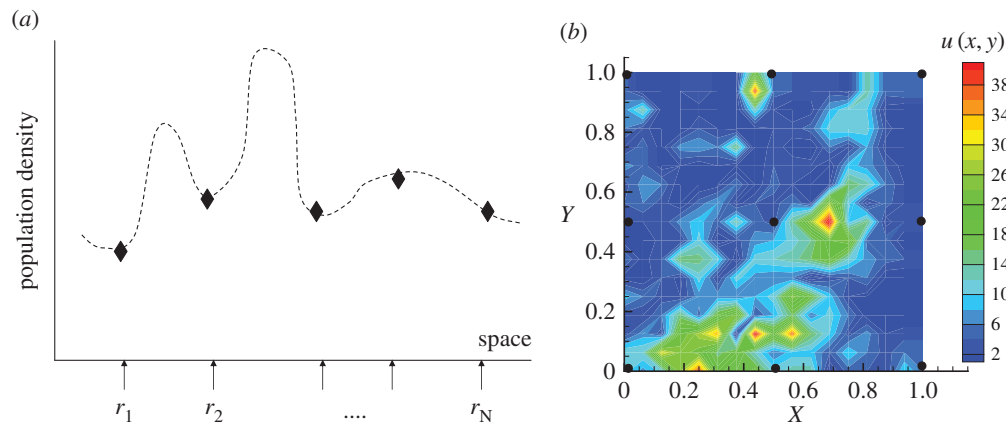 (a)
population density
space
r1 r2 .... rN
(b)
u (x, y)
1.0
0.8
0.6
Y
0.4
0.2
0
0 0.2 0.4 0.6 0.8 1.0
X
38
34
30
26
22
18
14
10
6
2